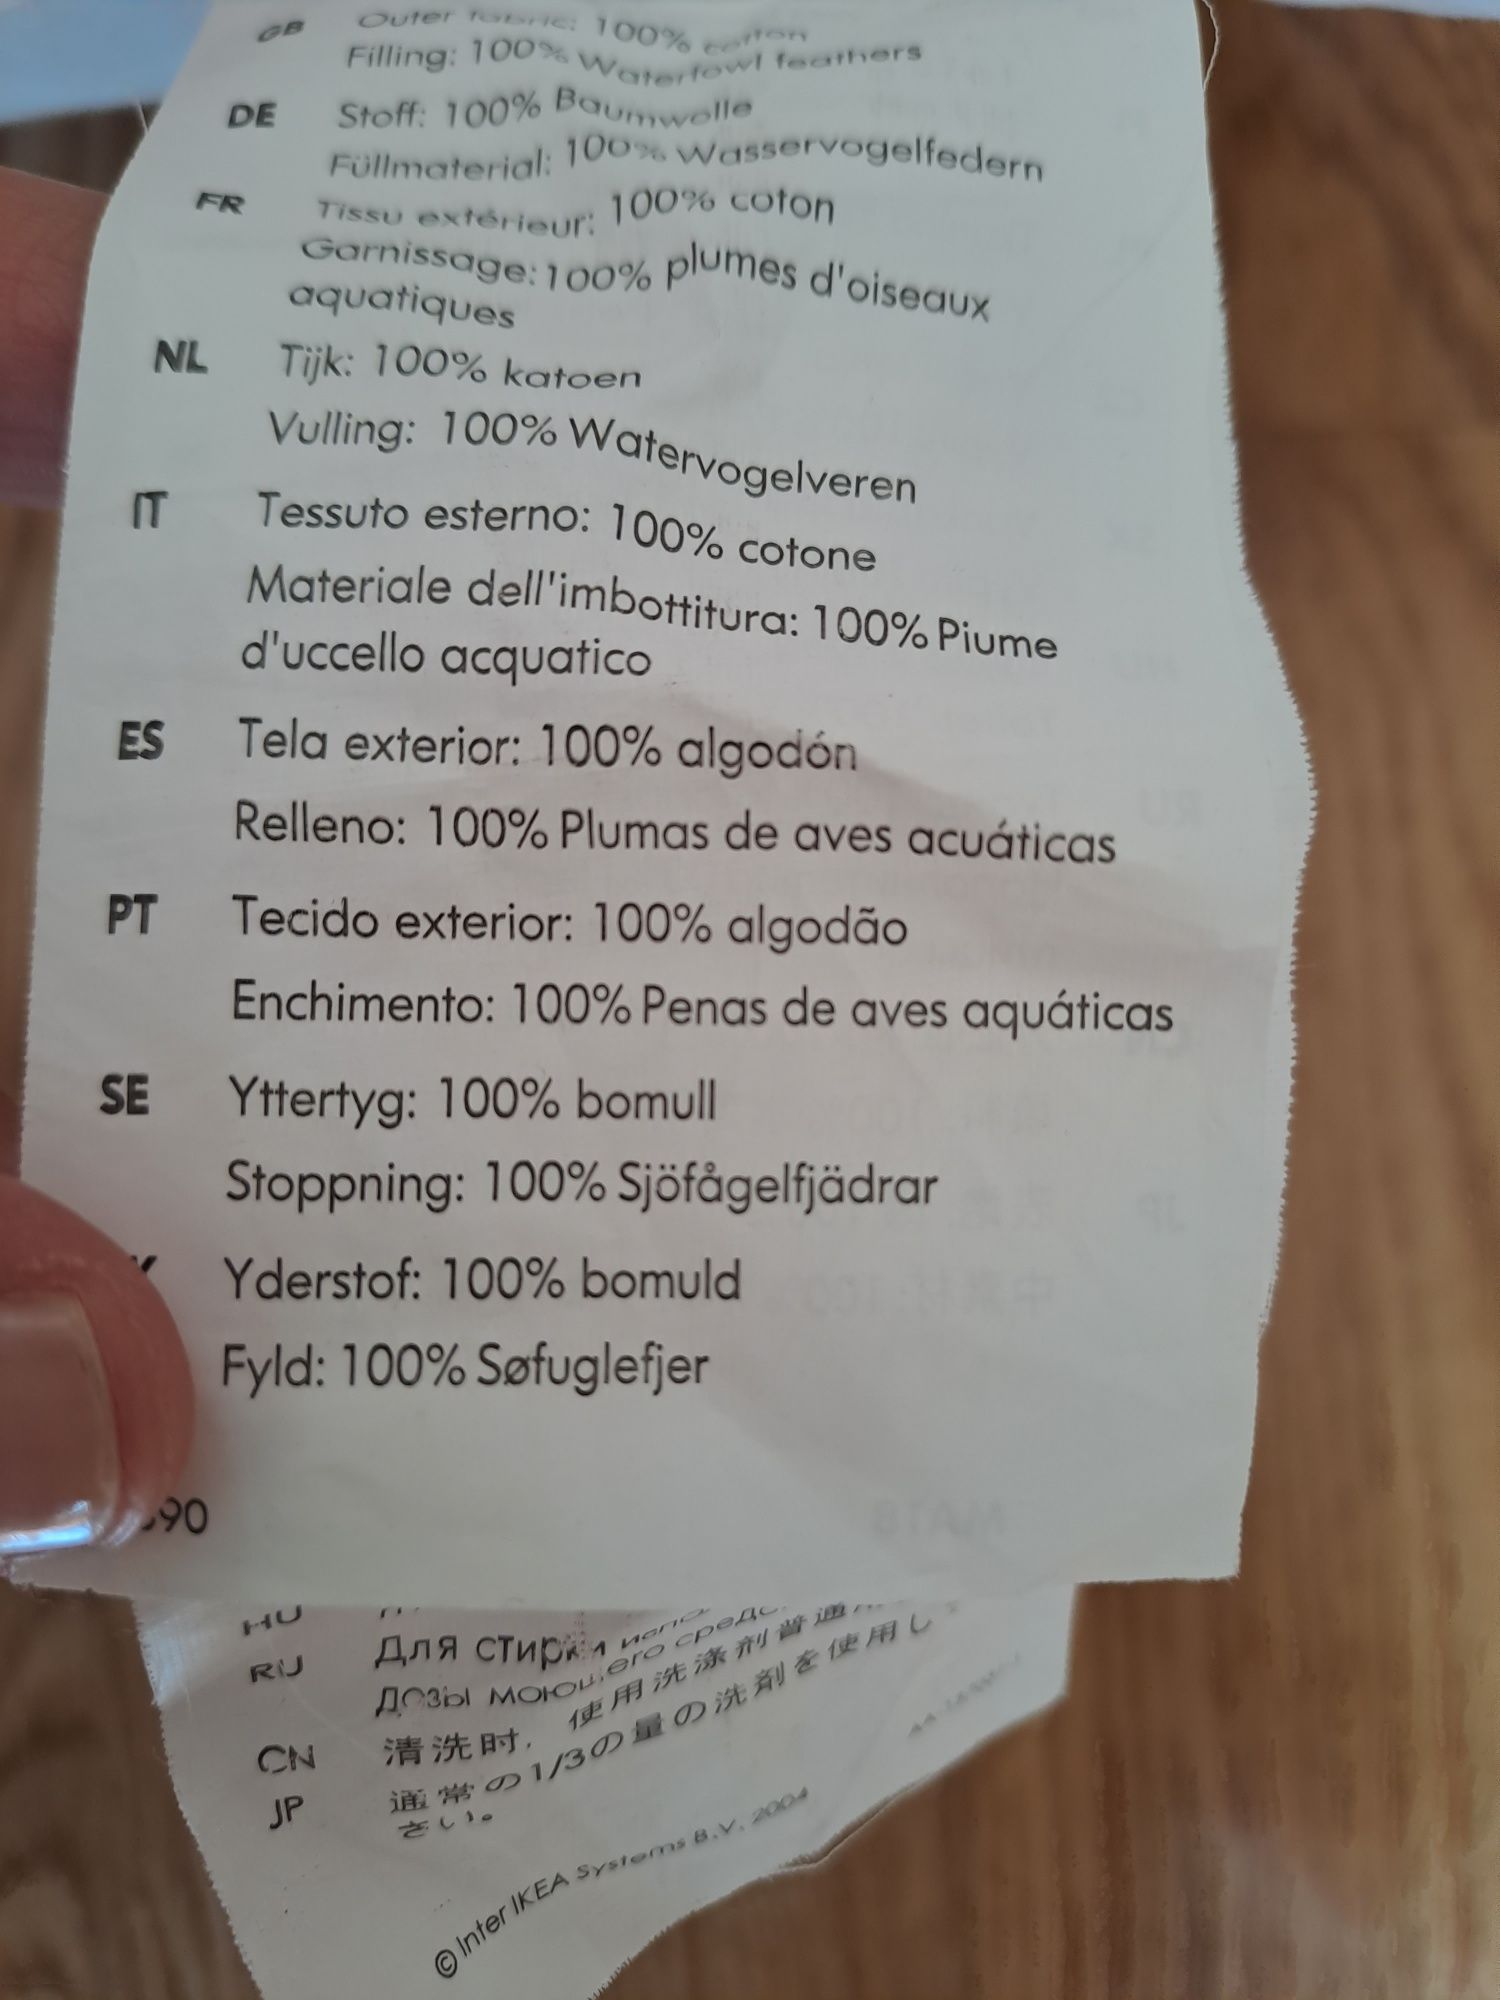 GB Outer fabric: 100% cotton
Filling: 100% Waterfowl feathers
DE Stoff: 100% Baumwolle
Füllmaterial: 100% Wasservogelfedern
FR Tissu extérieur: 100% coton
Garnissage: 100% plumes d'oiseaux
aquatiques
NL Tijk: 100% katoen
Vulling: 100% Watervogelveren
IT Tessuto esterno: 100% cotone
Materiale dell'imbottitura: 100% Piume
d'uccello acquatico
ES Tela exterior: 100% algodón
Relleno: 100% Plumas de aves acuáticas
PT Tecido exterior: 100% algodão
Enchimento: 100% Penas de aves aquáticas
SE Yttertyg: 100% bomull
Stoppning: 100% Sjöfågelfjädrar
Yderstof: 100% bomuld
Fyld: 100% Søfuglefjer
90
HU
RU Для стирки
дозы моющего
CN 清洗时, 使用洗涤剂普通
JP 通常の1/3の量の洗剤を使用し
さい。
© Inter IKEA Systems B.V. 2004